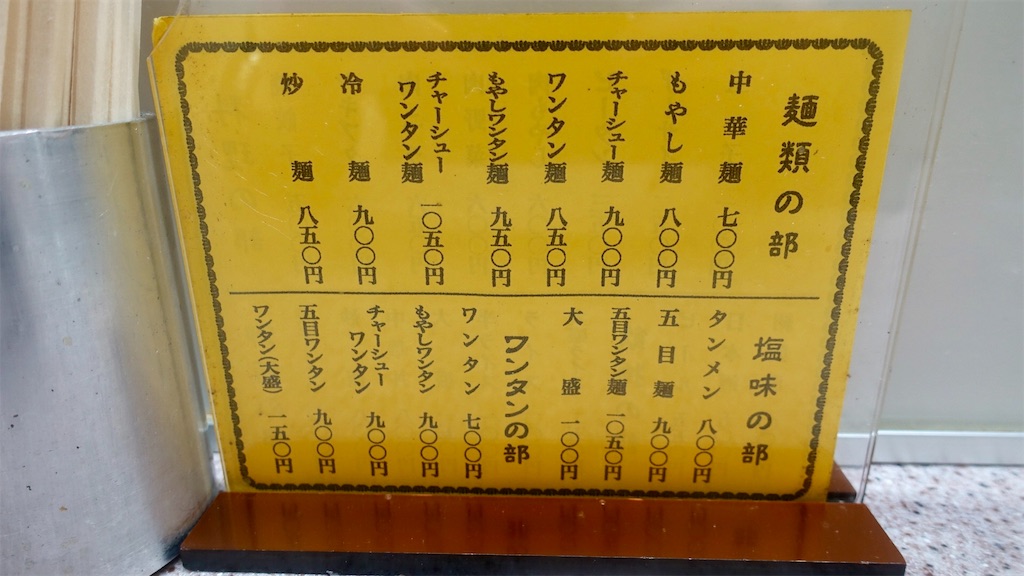 麺類の部
中華麺 七〇〇円
もやし麺 八〇〇円
チャーシュー麺 九〇〇円
ワンタン麺 八五〇円
もやしワンタン麺 九五〇円
チャーシューワンタン麺 一〇五〇円
冷麺 九〇〇円
炒麺 八五〇円
塩味の部
タンメン 八〇〇円
五目麺 九〇〇円
五目ワンタン麺 一〇五〇円
大盛 一〇〇円
ワンタンの部
ワンタン 七〇〇円
もやしワンタン 九〇〇円
チャーシューワンタン 九〇〇円
五目ワンタン 九〇〇円
ワンタン(大盛) 一五〇円